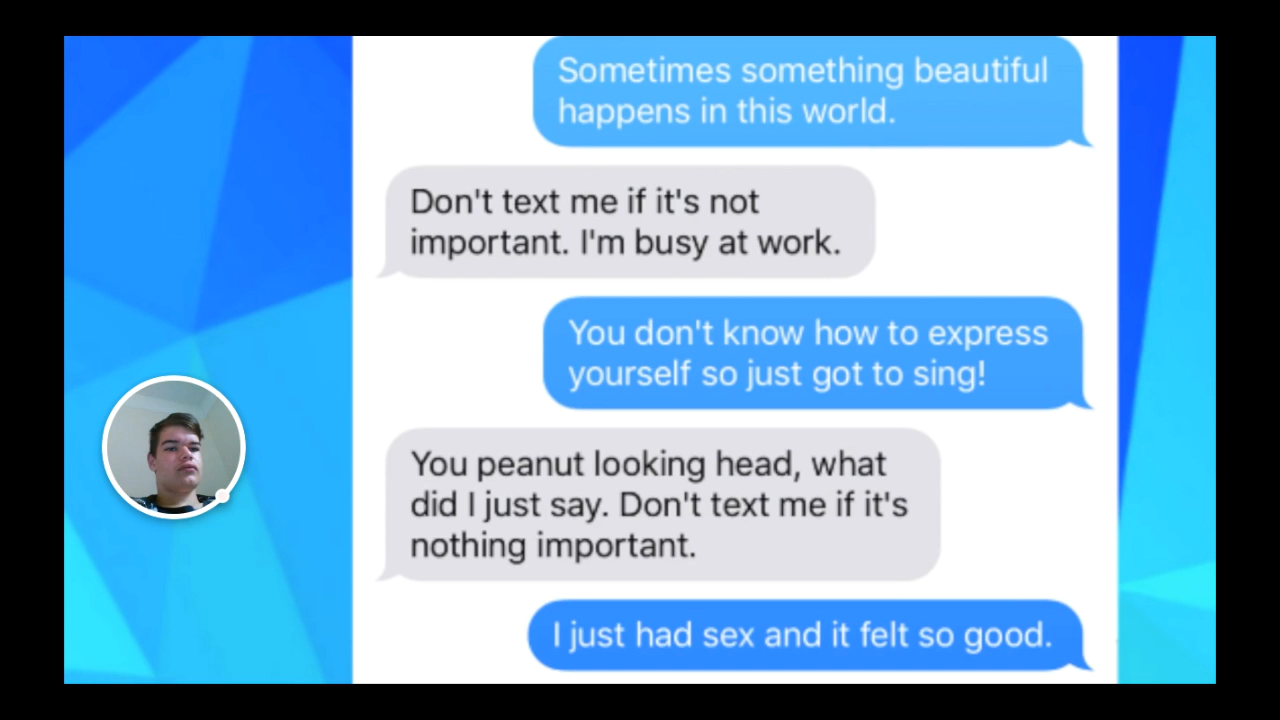 Sometimes something beautiful
happens in this world.
Don't text me if it's not
important. I'm busy at work.
You don't know how to express
yourself so just got to sing!
You peanut looking head, what
did I just say. Don't text me if it's
nothing important.
I just had sex and it felt so good.